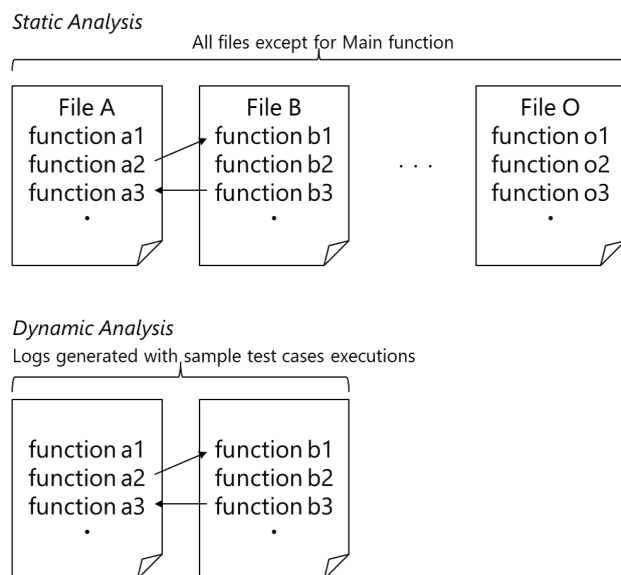 Static Analysis
All files except for Main function
File A
function a1
function a2
function a3
•
File B
function b1
function b2
function b3
•
. . .
File O
function o1
function o2
function o3
•
Dynamic Analysis
Logs generated with sample test cases executions
function a1
function a2
function a3
•
function b1
function b2
function b3
•